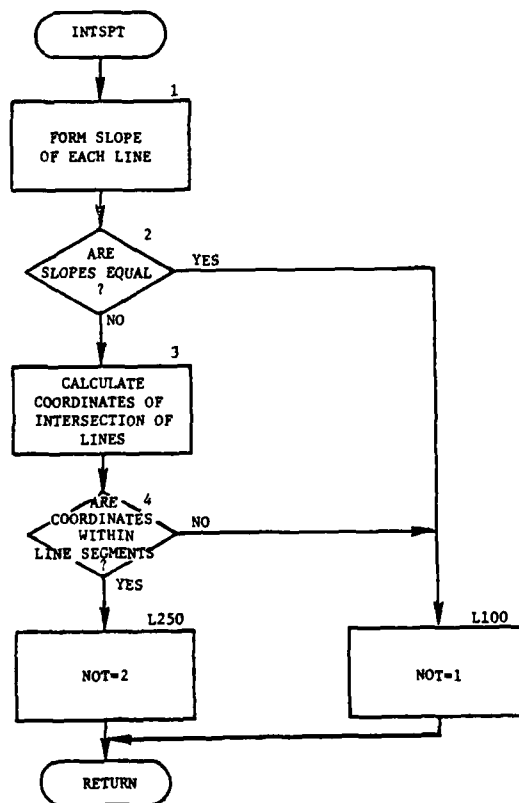 INTSPT
1
FORM SLOPE
OF EACH LINE
2
ARE
SLOPES EQUAL
?
YES
NO
3
CALCULATE
COORDINATES OF
INTERSECTION OF
LINES
4
ARE
COORDINATES
WITHIN
LINE SEGMENTS
?
NO
YES
L250
NOT=2
L100
NOT=1
RETURN